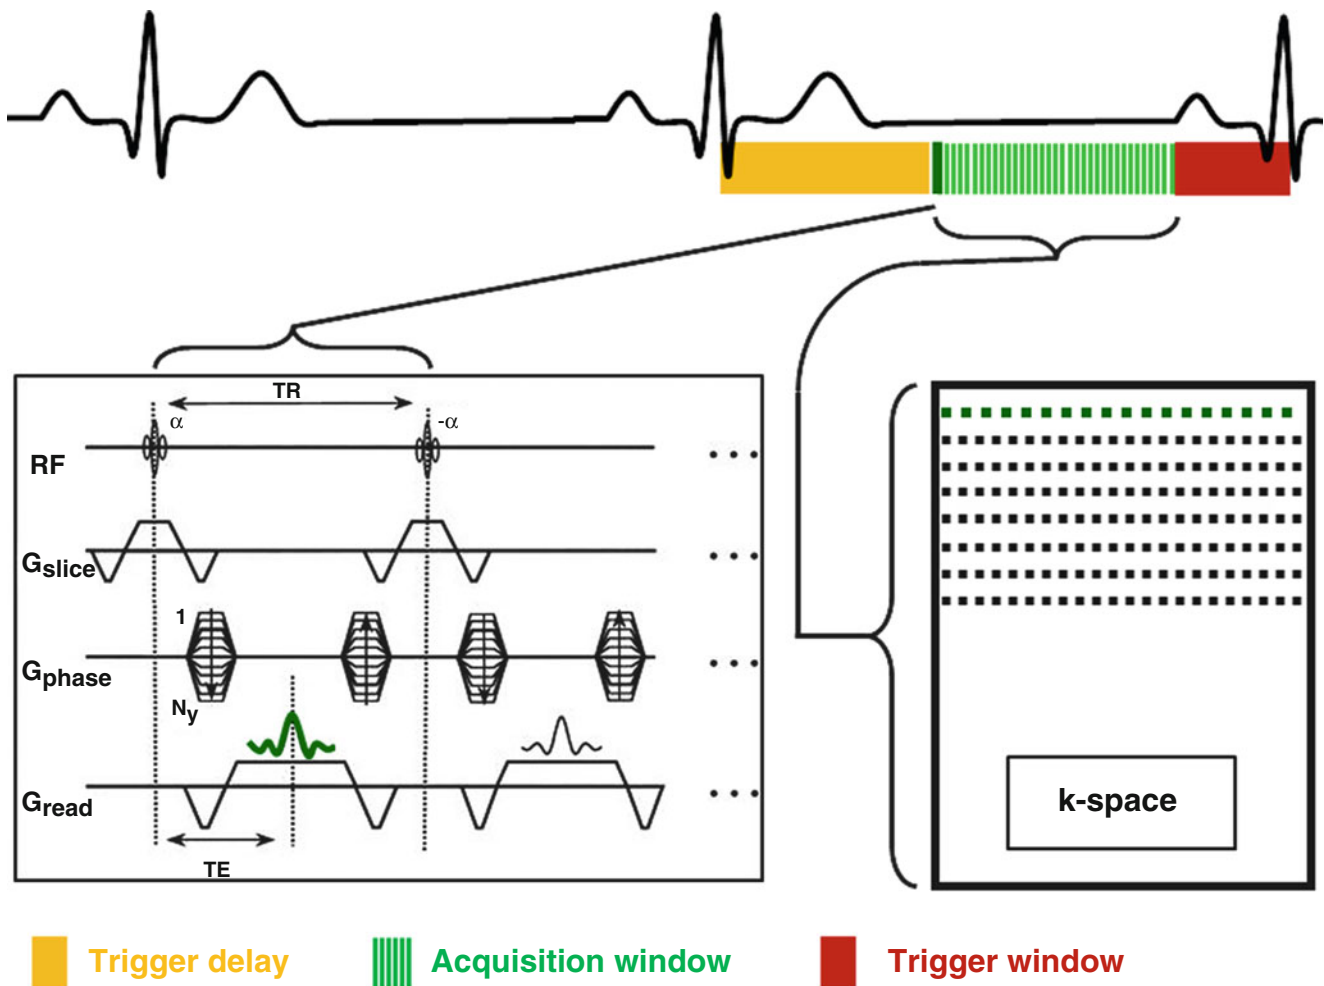 TR
α
-α
RF
. . .
Gslice
. . .
1
Gphase
. . .
Ny
k-space
Gread
. . .
TE
Trigger delay
Acquisition window
Trigger window